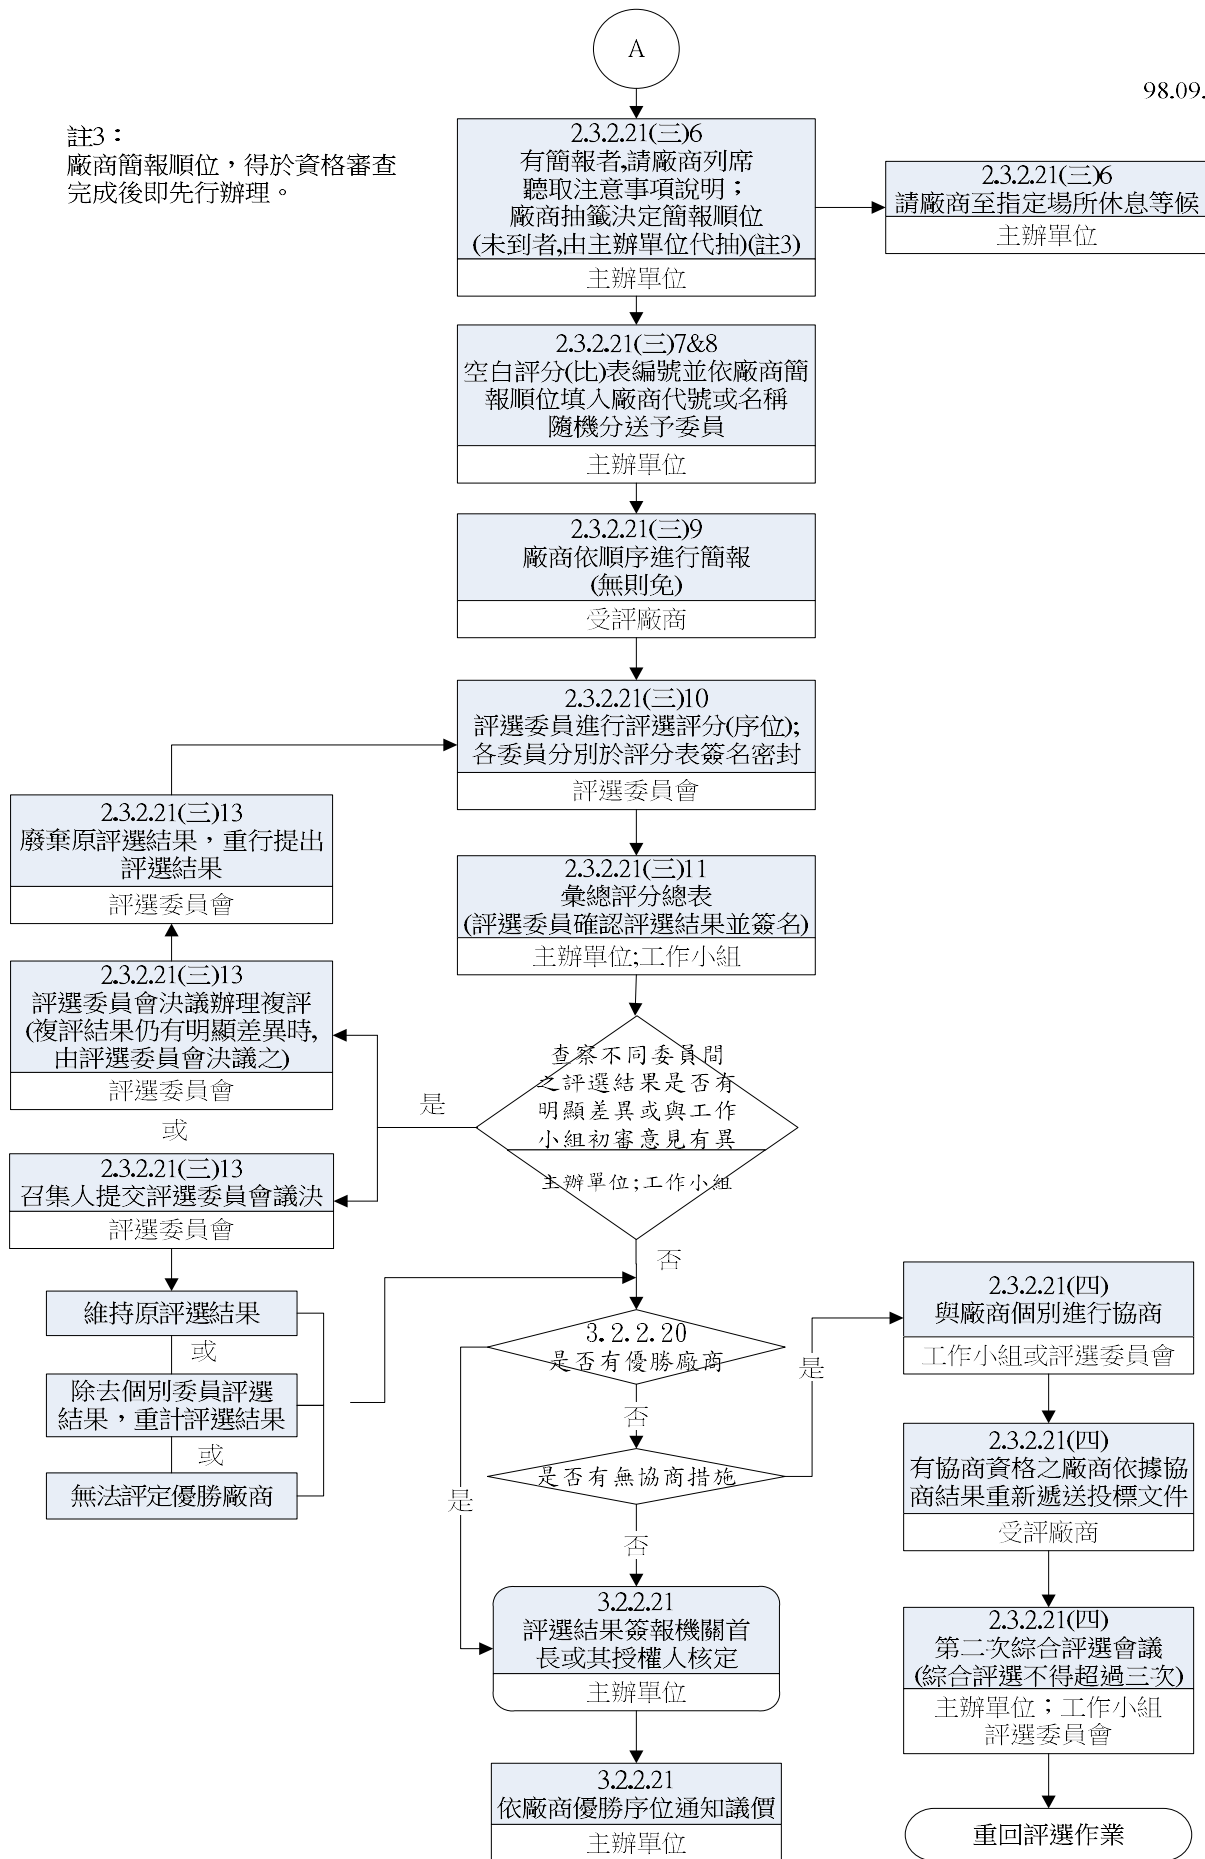 A
98.09.
註3：
廠商簡報順位，得於資格審查
完成後即先行辦理。
2.3.2.21(三)6
有簡報者,請廠商列席
聽取注意事項說明；
廠商抽籤決定簡報順位
(未到者,由主辦單位代抽)(註3)
主辦單位
2.3.2.21(三)6
請廠商至指定場所休息等候
主辦單位
2.3.2.21(三)7&8
空白評分(比)表編號並依廠商簡
報順位填入廠商代號或名稱
隨機分送予委員
主辦單位
2.3.2.21(三)9
廠商依順序進行簡報
(無則免)
受評廠商
2.3.2.21(三)10
評選委員進行評選評分(序位);
各委員分別於評分表簽名密封
評選委員會
2.3.2.21(三)13
廢棄原評選結果，重行提出
評選結果
評選委員會
2.3.2.21(三)11
彙總評分總表
(評選委員確認評選結果並簽名)
主辦單位;工作小組
2.3.2.21(三)13
評選委員會決議辦理複評
(複評結果仍有明顯差異時,
由評選委員會決議之)
評選委員會
或
是
查察不同委員間
之評選結果是否有
明顯差異或與工作
小組初審意見有異
主辦單位;工作小組
2.3.2.21(三)13
召集人提交評選委員會議決
評選委員會
否
維持原評選結果
或
除去個別委員評選
結果，重計評選結果
或
無法評定優勝廠商
3.2.2.20
是否有優勝廠商
否
是
是否有無協商措施
是
否
3.2.2.21
評選結果簽報機關首
長或其授權人核定
主辦單位
3.2.2.21
依廠商優勝序位通知議價
主辦單位
2.3.2.21(四)
與廠商個別進行協商
工作小組或評選委員會
2.3.2.21(四)
有協商資格之廠商依據協
商結果重新遞送投標文件
受評廠商
2.3.2.21(四)
第二次綜合評選會議
(綜合評選不得超過三次)
主辦單位；工作小組
評選委員會
重回評選作業